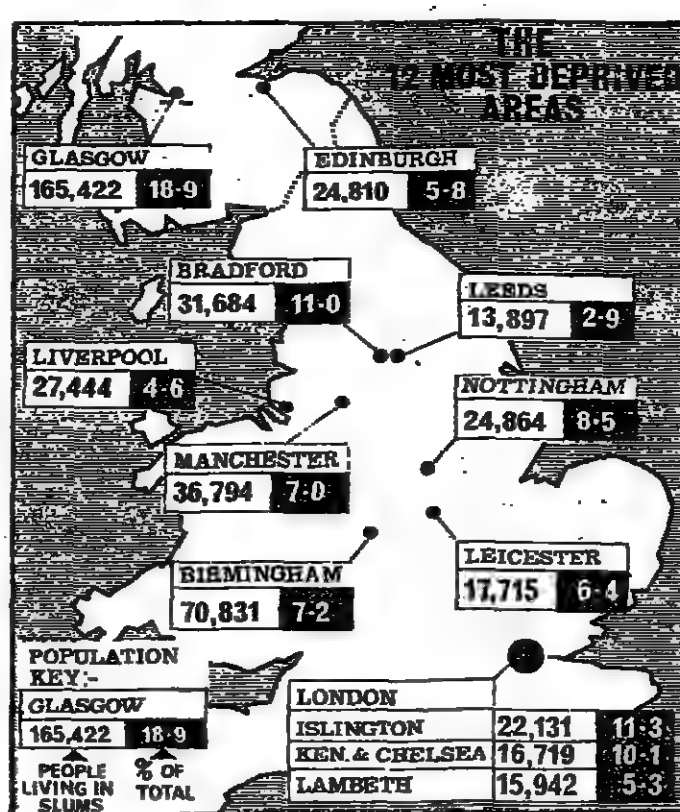 THE
12 MOST DEPRIVED
AREAS
GLASGOW
165,422 18·9
EDINBURGH
24,810 5·8
BRADFORD
31,684 11·0
LEEDS
13,897 2·9
LIVERPOOL
27,444 4·6
NOTTINGHAM
24,864 8·5
MANCHESTER
36,794 7·0
BIRMINGHAM
70,831 7·2
LEICESTER
17,715 6·4
POPULATION
KEY:-
GLASGOW
165,422 18·9
PEOPLE
LIVING IN
SLUMS
% OF
TOTAL
LONDON
ISLINGTON 22,131 11·3
KEN. & CHELSEA 16,719 10·1
LAMBETH 15,942 5·3